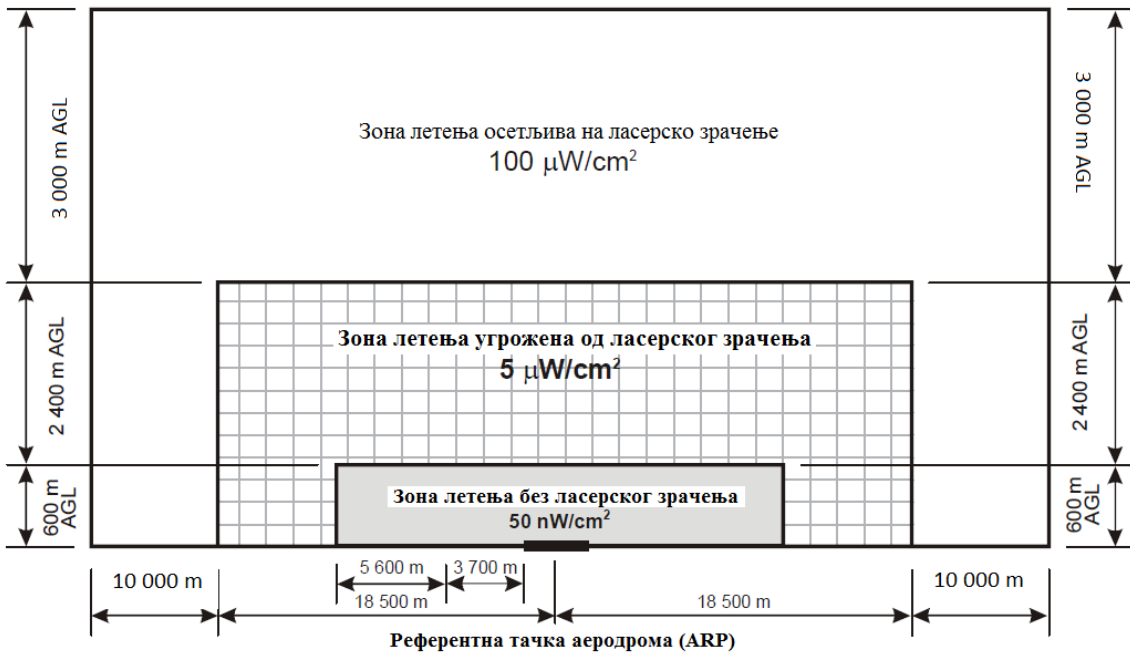 3 000 m AGL
3 000 m AGL
Зона летења осетљива на ласерско зрачење
100 μW/cm²
2 400 m AGL
2 400 m AGL
Зона летења угрожена од ласерског зрачења
5 μW/cm²
600 m
AGL
600 m
AGL
Зона летења без ласерског зрачења
50 nW/cm²
10 000 m
5 600 m
3 700 m
10 000 m
18 500 m
18 500 m
Референтна тачка аеродрома (ARP)